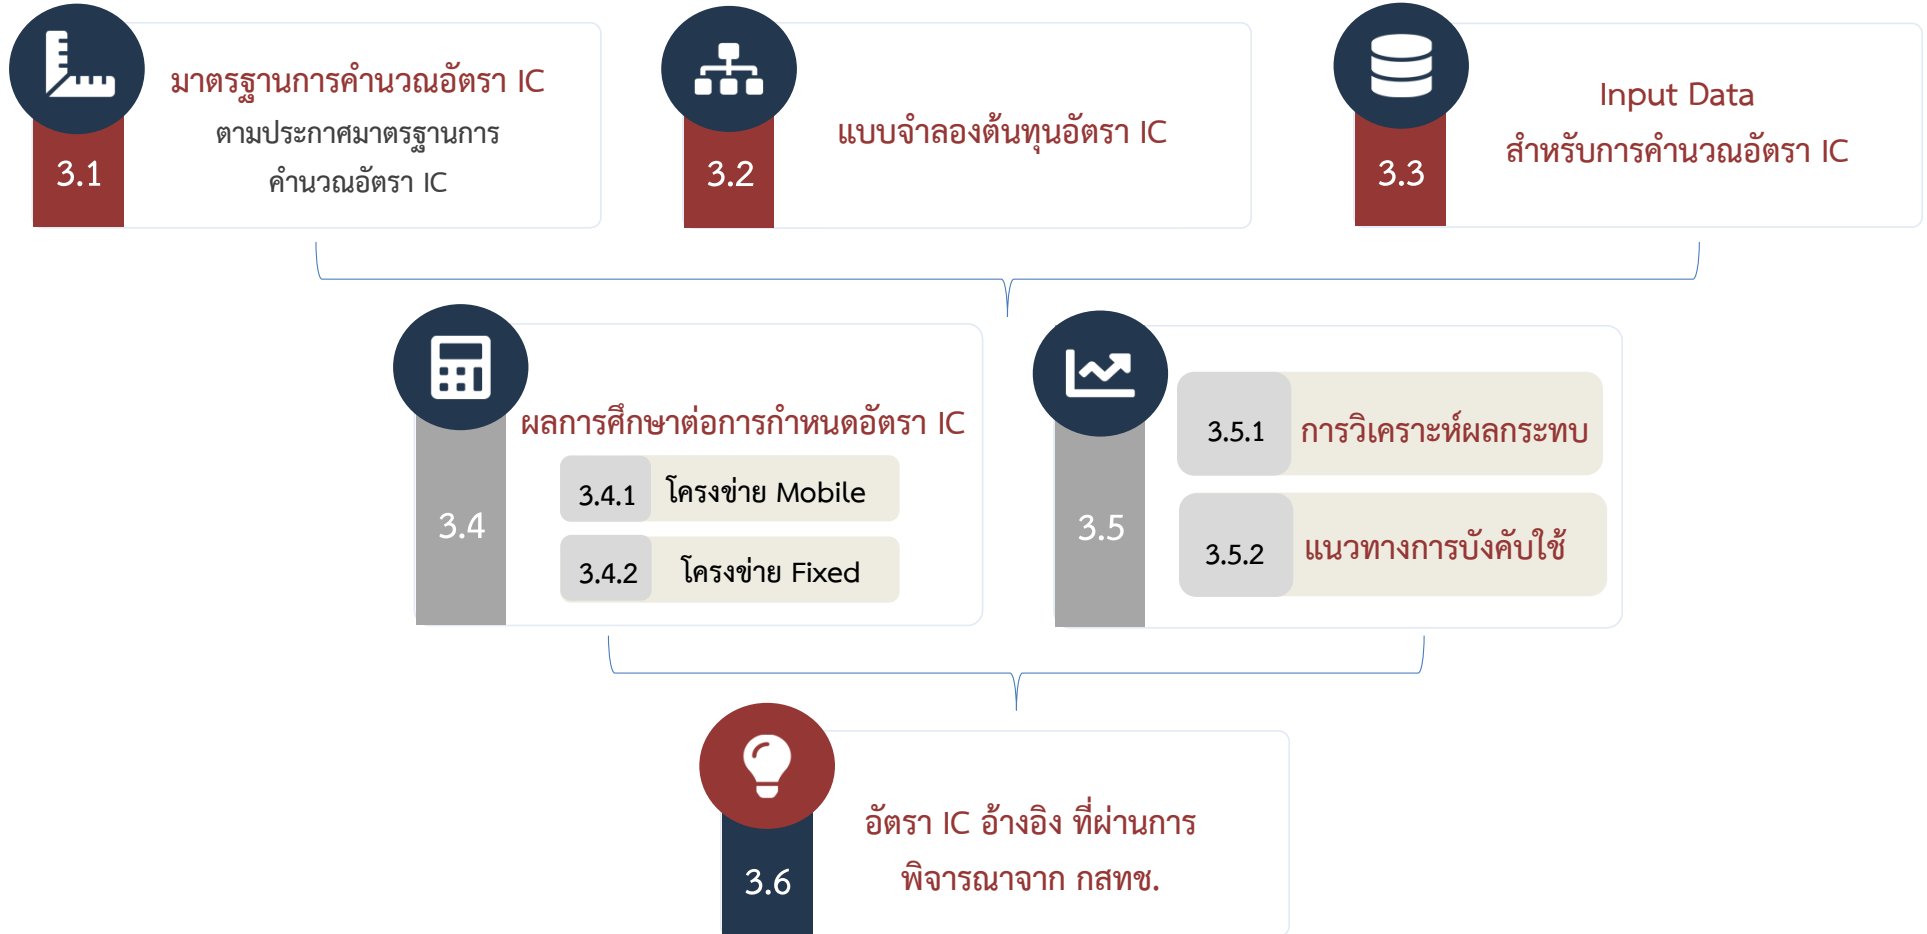 มาตรฐานการคำนวณอัตรา IC
ตามประกาศมาตรฐานการ
คำนวณอัตรา IC
3.1
แบบจำลองต้นทุนอัตรา IC
3.2
Input Data
สำหรับการคำนวณอัตรา IC
3.3
ผลการศึกษาต่อการกำหนดอัตรา IC
3.4.1 โครงข่าย Mobile
3.4
3.4.2 โครงข่าย Fixed
3.5.1 การวิเคราะห์ผลกระทบ
3.5
3.5.2 แนวทางการบังคับใช้
อัตรา IC อ้างอิง ที่ผ่านการ
พิจารณาจาก กสทช.
3.6